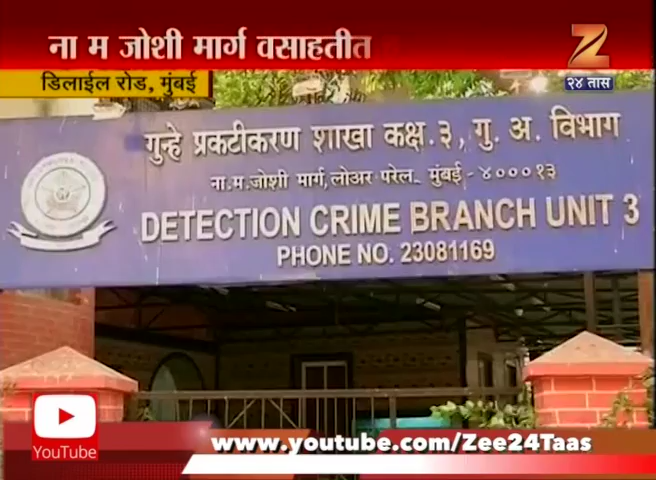 ना म जोशी मार्ग वसाहतीत
डिलाईल रोड, मुंबई
२४ तास
गुन्हे प्रकटीकरण शाखा कक्ष.३, गु. अ. विभाग
ना.म.जोशी मार्ग, लोअर परेल. मुंबई-४०००१३
DETECTION CRIME BRANCH UNIT 3
PHONE NO. 23081169
YouTube
www.youtube.com/Zee24Taas